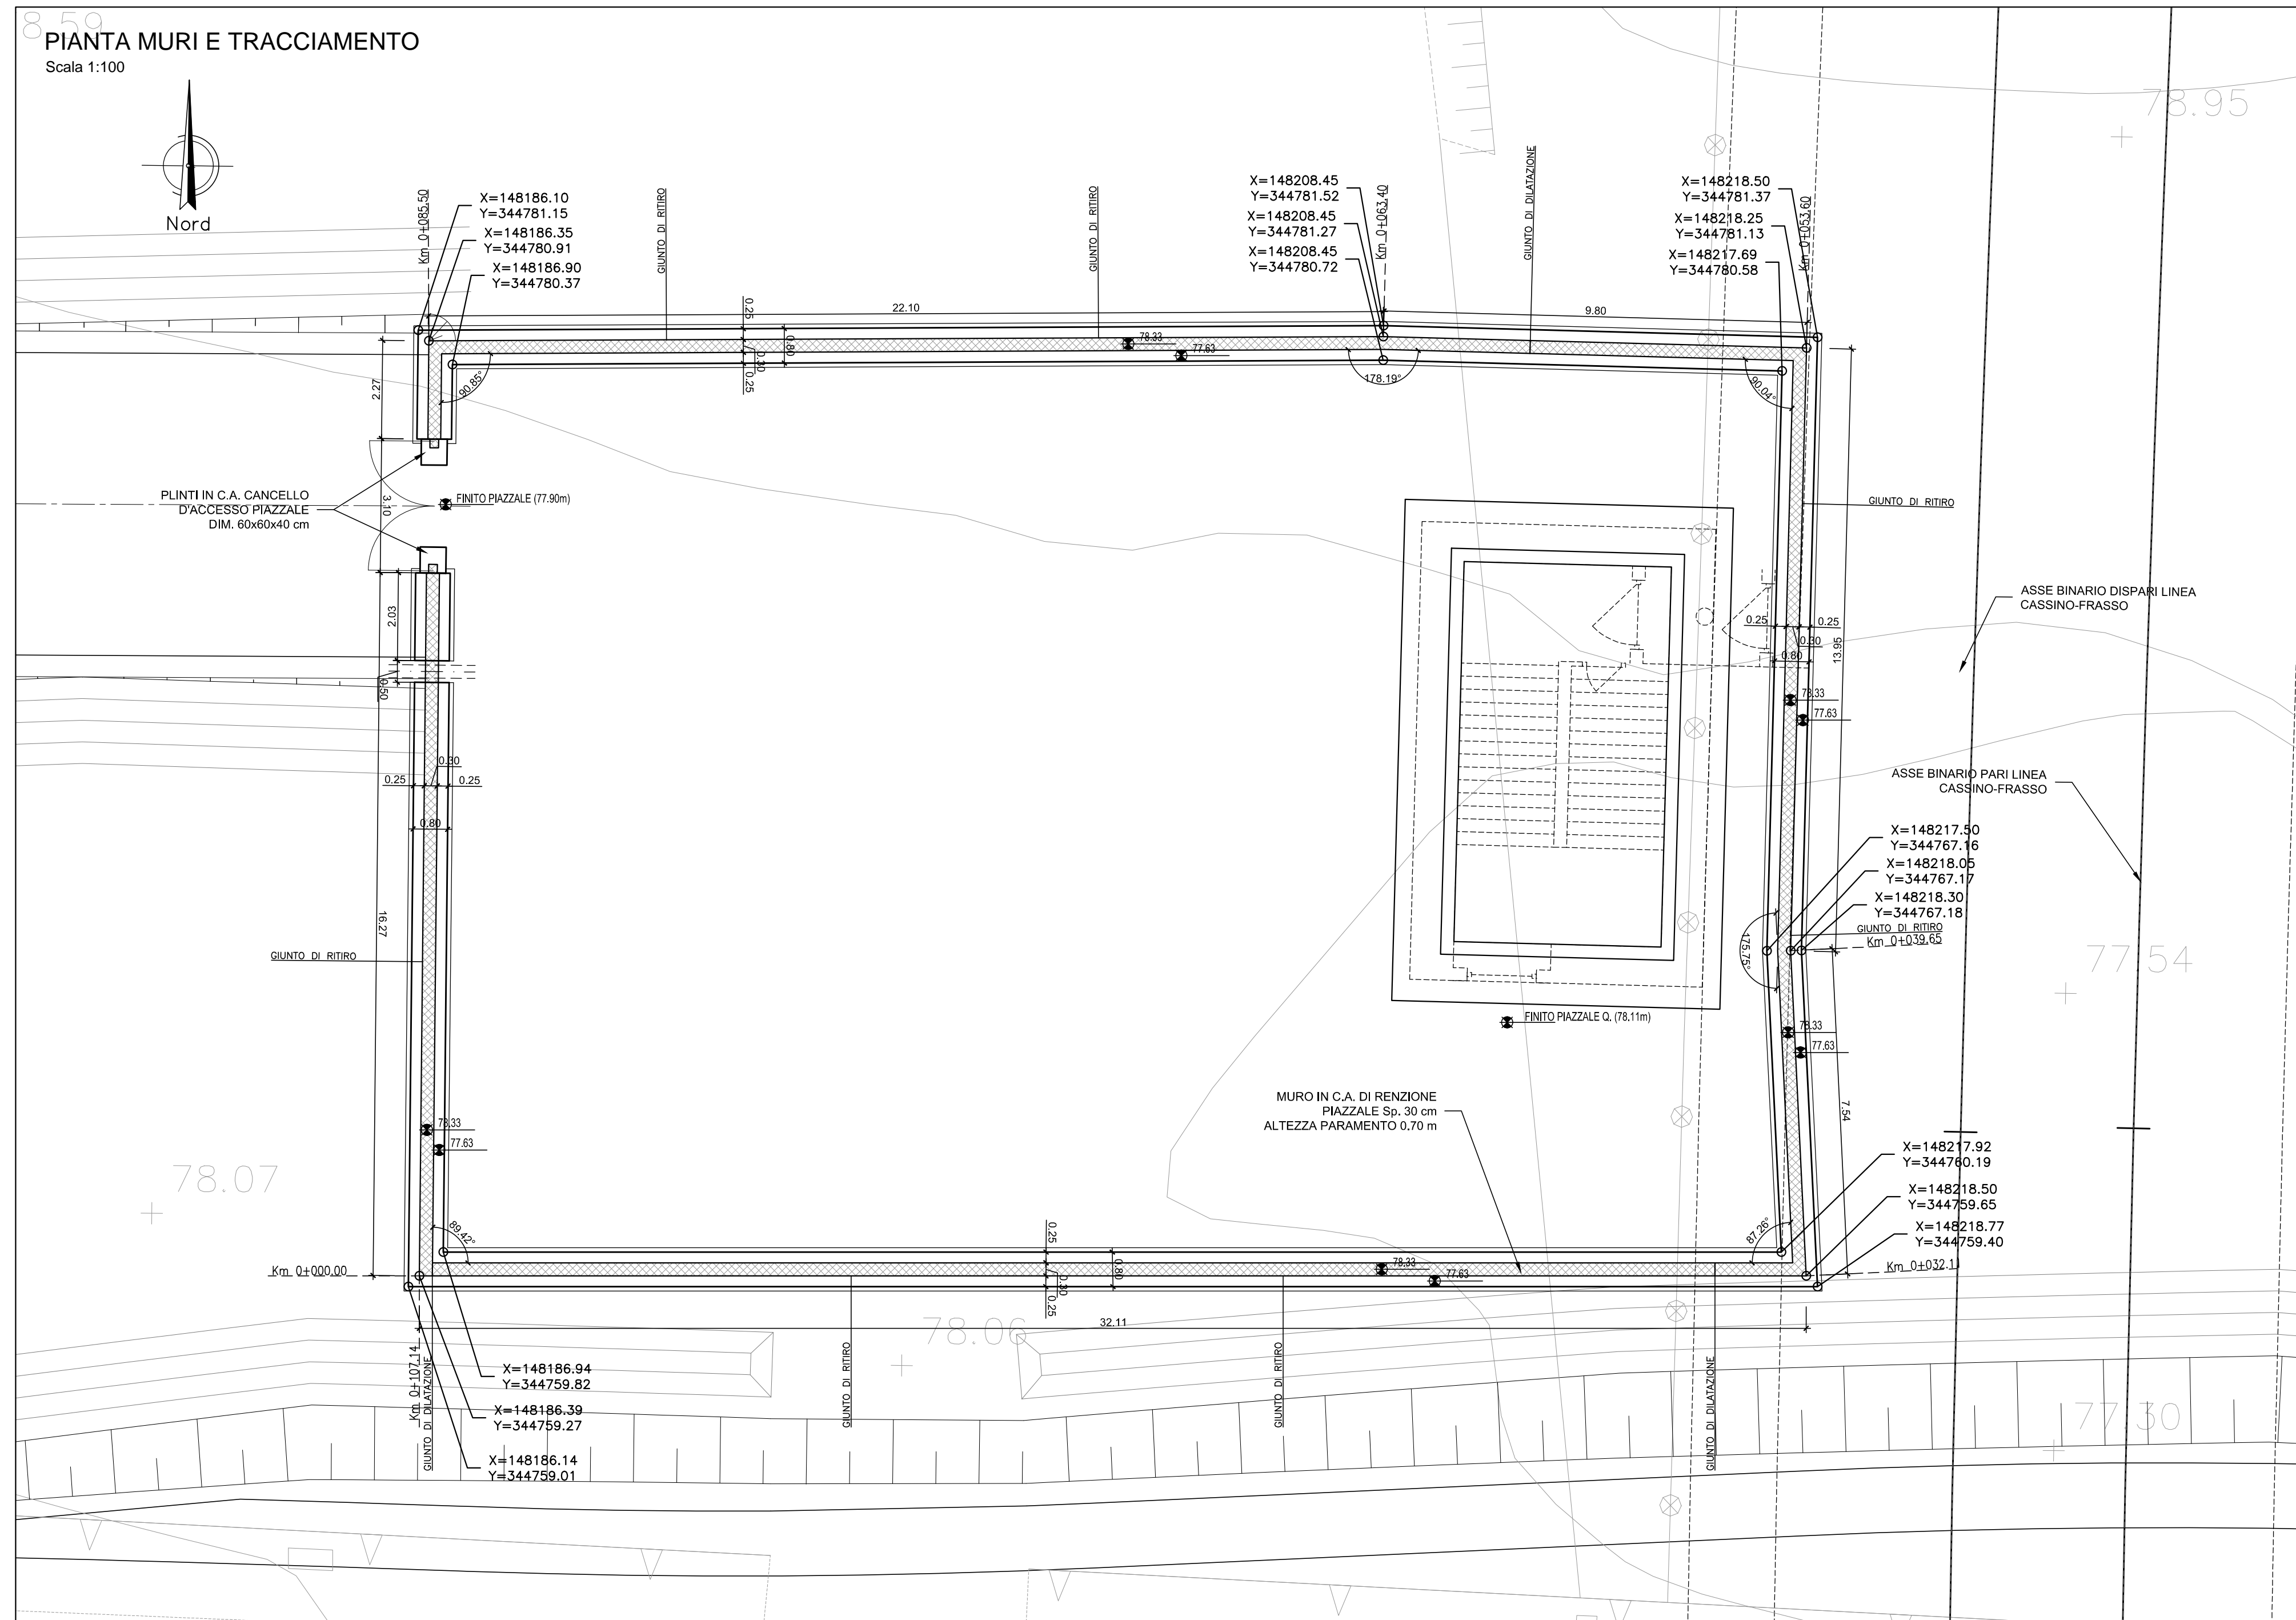 8.59
PIANTA MURI E TRACCIAMENTO
Scala 1:100
Nord
78.95
Km 0+085.50
X=148186.10
Y=344781.15
X=148186.35
Y=344780.91
X=148186.90
Y=344780.37
GIUNTO DI RITIRO
GIUNTO DI RITIRO
X=148208.45
Y=344781.52
X=148208.45
Y=344781.27
X=148208.45
Y=344780.72
Km 0+063.40
GIUNTO DI DILATAZIONE
X=148218.50
Y=344781.37
X=148218.25
Y=344781.13
X=148217.69
Y=344780.58
Km 0+053.60
22.10
9.80
0.25
0.80
0.30
0.25
78.33
77.63
2.27
90.85°
178.19°
90.04°
PLINTI IN C.A. CANCELLO
D'ACCESSO PIAZZALE
DIM. 60x60x40 cm
3.10
FINITO PIAZZALE (77.90m)
GIUNTO DI RITIRO
2.03
0.50
ASSE BINARIO DISPARI LINEA
CASSINO-FRASSO
0.25
0.25
0.30
0.80
13.95
78.33
77.63
0.30
0.25
0.25
0.80
ASSE BINARIO PARI LINEA
CASSINO-FRASSO
X=148217.50
Y=344767.16
X=148218.05
Y=344767.17
X=148218.30
Y=344767.18
GIUNTO DI RITIRO
Km 0+039.65
175.75°
77.54
16.27
GIUNTO DI RITIRO
FINITO PIAZZALE Q. (78.11m)
78.33
77.63
MURO IN C.A. DI RENZIONE
PIAZZALE Sp. 30 cm
ALTEZZA PARAMENTO 0,70 m
7.54
78.33
77.63
78.07
X=148217.92
Y=344760.19
X=148218.50
Y=344759.65
X=148218.77
Y=344759.40
89.42°
87.26°
0.25
0.80
0.30
0.25
78.33
77.63
Km 0+000.00
Km 0+032.11
32.11
78.06
Km 0+107.14
GIUNTO DI DILATAZIONE
X=148186.94
Y=344759.82
X=148186.39
Y=344759.27
X=148186.14
Y=344759.01
GIUNTO DI RITIRO
GIUNTO DI RITIRO
GIUNTO DI DILATAZIONE
77.30